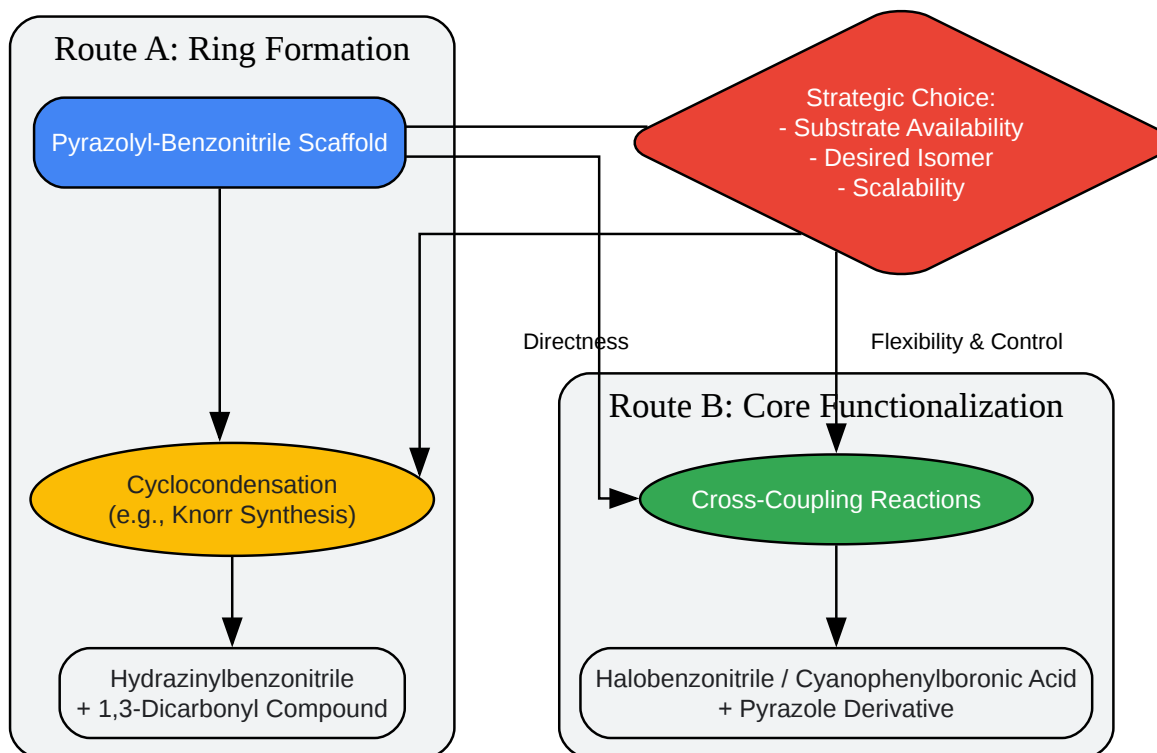 Route A: Ring Formation
Pyrazolyl-Benzonitrile Scaffold
Strategic Choice:
- Substrate Availability
- Desired Isomer
- Scalability
Directness
Flexibility & Control
Route B: Core Functionalization
Cyclocondensation
(e.g., Knorr Synthesis)
Cross-Coupling Reactions
Hydrazinylbenzonitrile
+ 1,3-Dicarbonyl Compound
Halobenzonitrile / Cyanophenylboronic Acid
+ Pyrazole Derivative